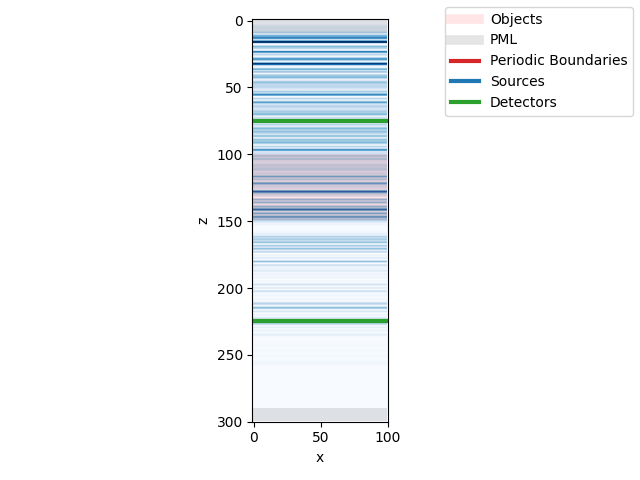 Objects
PML
Periodic Boundaries
Sources
Detectors
0
50
100
150
200
250
300
z
0 50 100
x